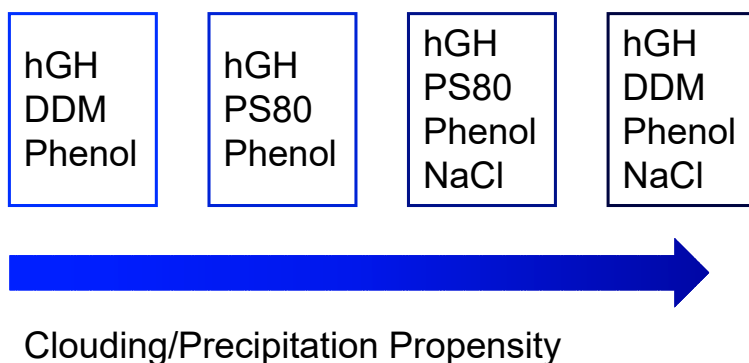 hGH
DDM
Phenol
hGH
PS80
Phenol
hGH
PS80
Phenol
NaCl
hGH
DDM
Phenol
NaCl
Clouding/Precipitation Propensity